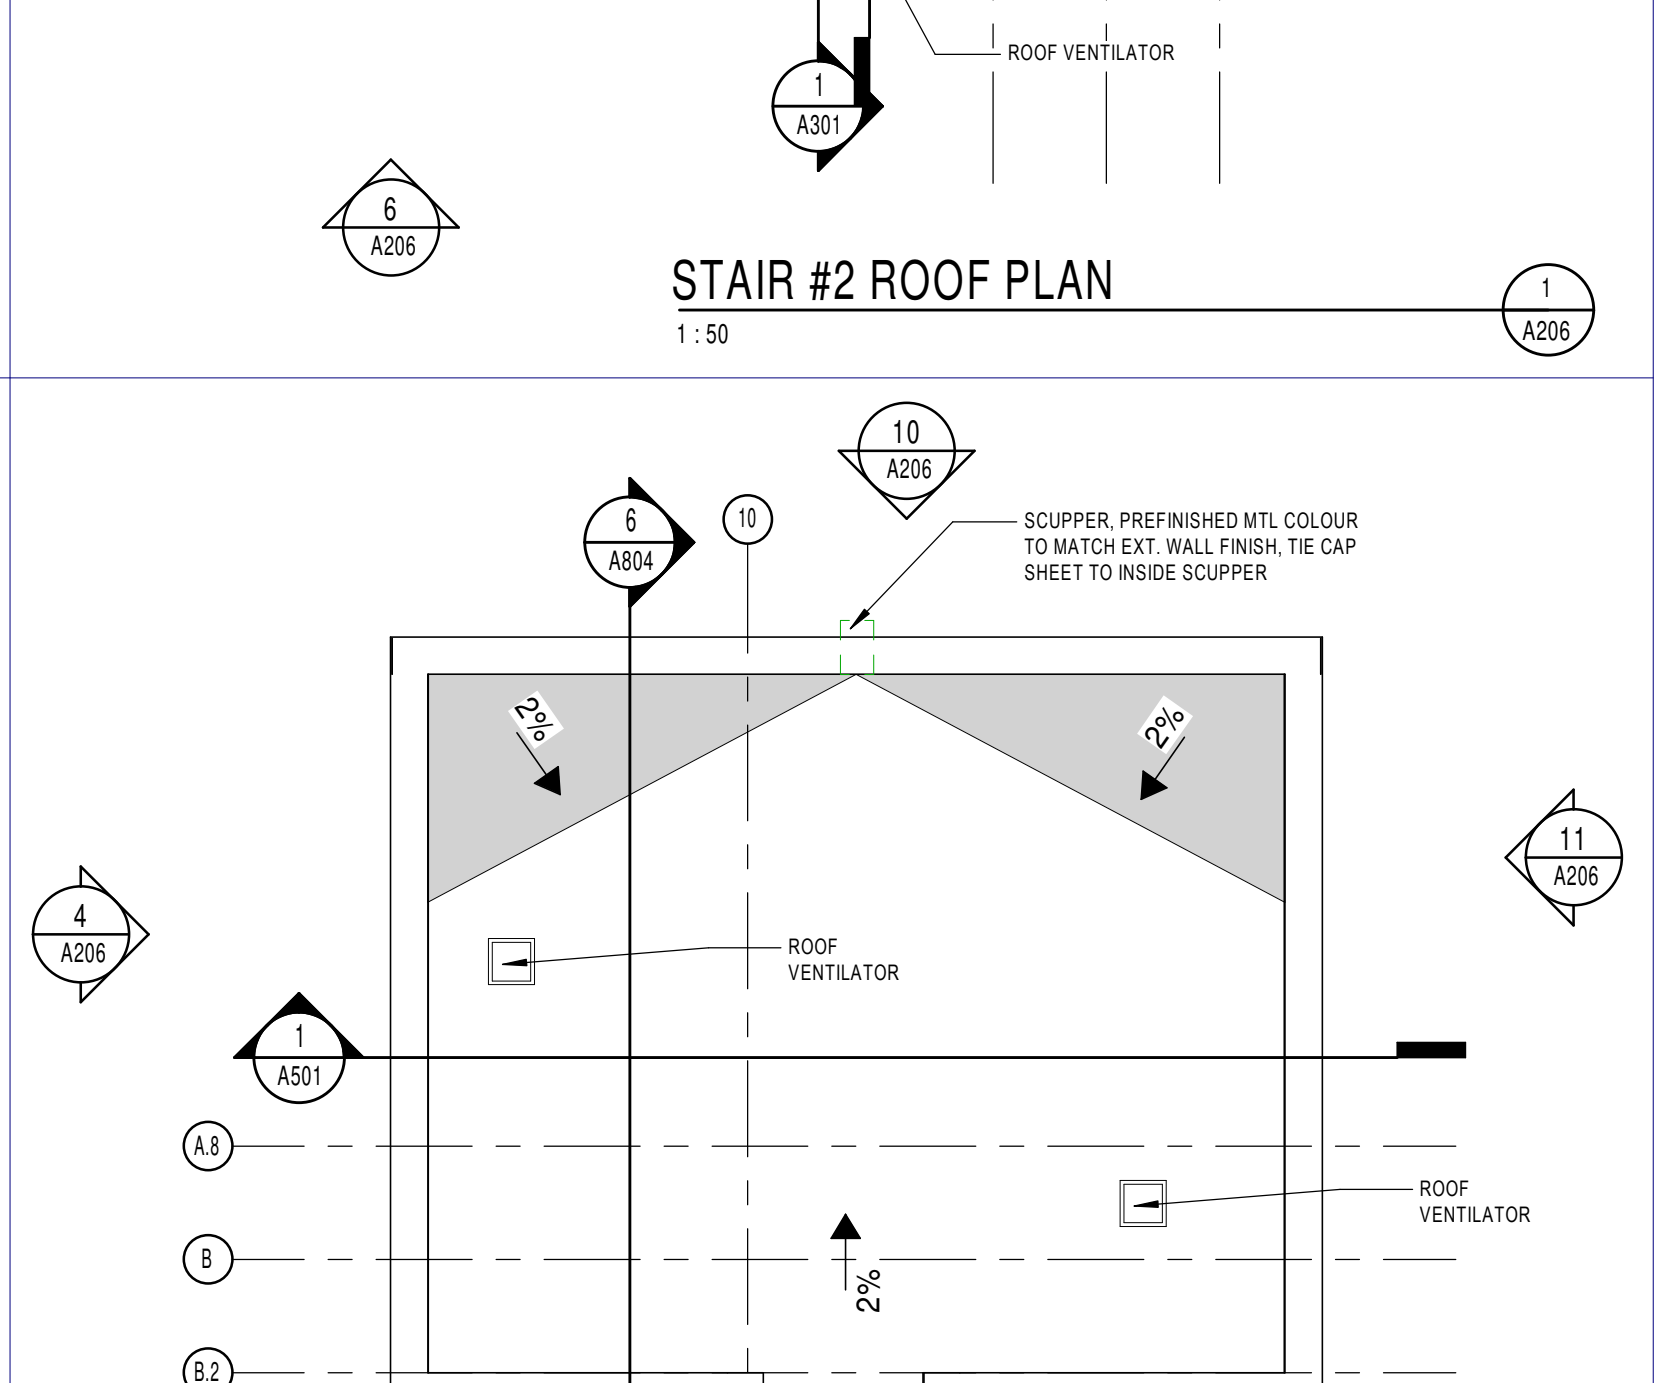 ROOF VENTILATOR
1
A301
6
A206
STAIR #2 ROOF PLAN
1 : 50
1
A206
10
A206
6
A804
10
SCUPPER, PREFINISHED MTL COLOUR
TO MATCH EXT. WALL FINISH, TIE CAP
SHEET TO INSIDE SCUPPER
2%
2%
11
A206
4
A206
ROOF
VENTILATOR
1
A501
A.8
ROOF
VENTILATOR
B
2%
B.2